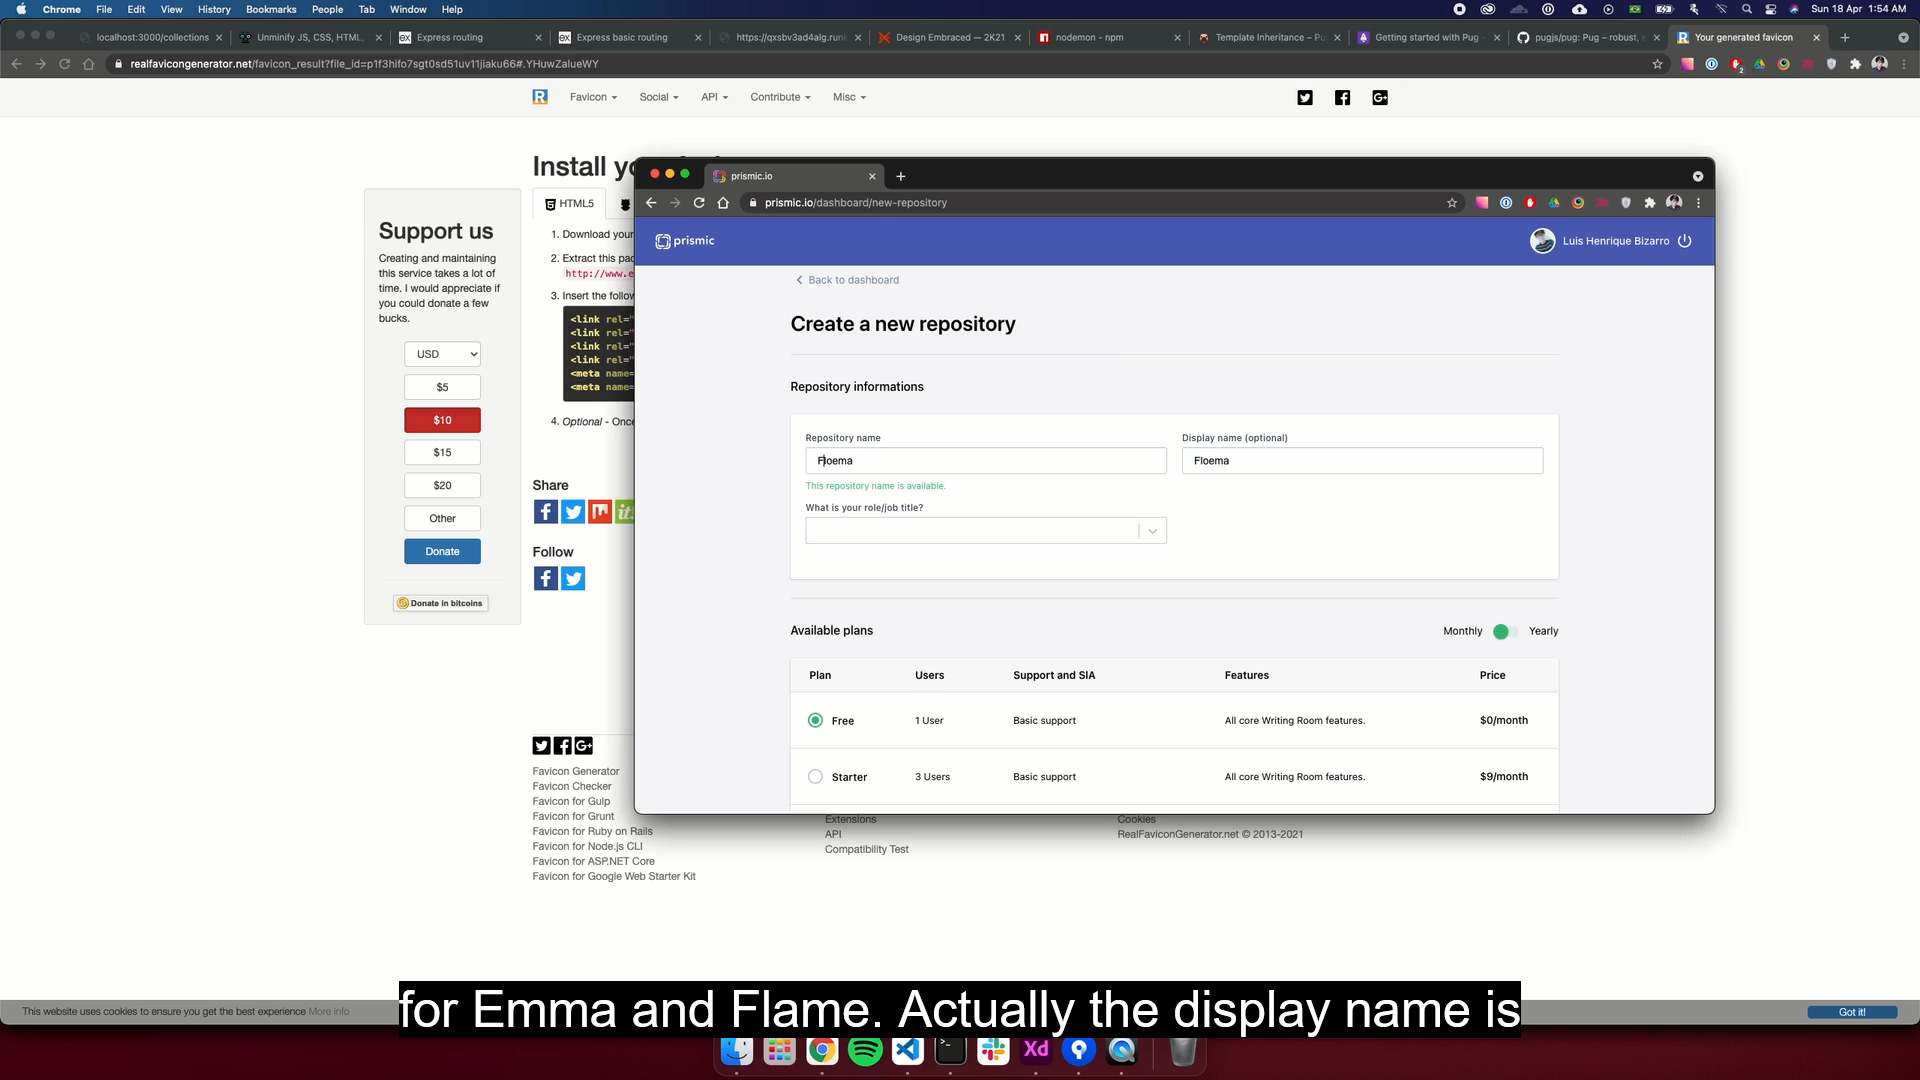 Chrome File Edit View History Bookmarks People Tab Window Help
Sun 18 Apr 1:54 AM
localhost:3000/collections
Unminify JS, CSS, HTML,
Express routing
Express basic routing
https://qxsbv3ad4alg.runk
Design Embraced — 2K21
nodemon - npm
Template Inheritance – Pu
Getting started with Pug –
pugjs/pug: Pug – robust, e
Your generated favicon
realfavicongenerator.net/favicon_result?file_id=p1f3hifo7sgt0sd51uv11jiaku66#.YHuwZalueWY
Favicon Social API Contribute Misc
Install yo
Support us
Creating and maintaining
this service takes a lot of
time. I would appreciate if
you could donate a few
bucks.
USD
$5
$10
$15
$20
Other
Donate
Donate in bitcoins
HTML5
1. Download your
2. Extract this pac
http://www.e
3. Insert the follow
<link rel="
<link rel="
<link rel="
<link rel="
<meta name=
<meta name=
4. Optional - Once
Share
Follow
prismic.io
prismic.io/dashboard/new-repository
prismic
Luis Henrique Bizarro
Back to dashboard
Create a new repository
Repository informations
Repository name
Floema
This repository name is available.
Display name (optional)
Floema
What is your role/job title?
Available plans
Monthly Yearly
Plan Users Support and SIA Features Price
Free 1 User Basic support All core Writing Room features. $0/month
Starter 3 Users Basic support All core Writing Room features. $9/month
Favicon Generator
Favicon Checker
Favicon for Gulp
Favicon for Grunt
Favicon for Ruby on Rails
Favicon for Node.js CLI
Favicon for ASP.NET Core
Favicon for Google Web Starter Kit
Extensions
API
Compatibility Test
Cookies
RealFaviconGenerator.net © 2013-2021
This website uses cookies to ensure you get the best experience More info
Got it!
for Emma and Flame. Actually the display name is
Xd